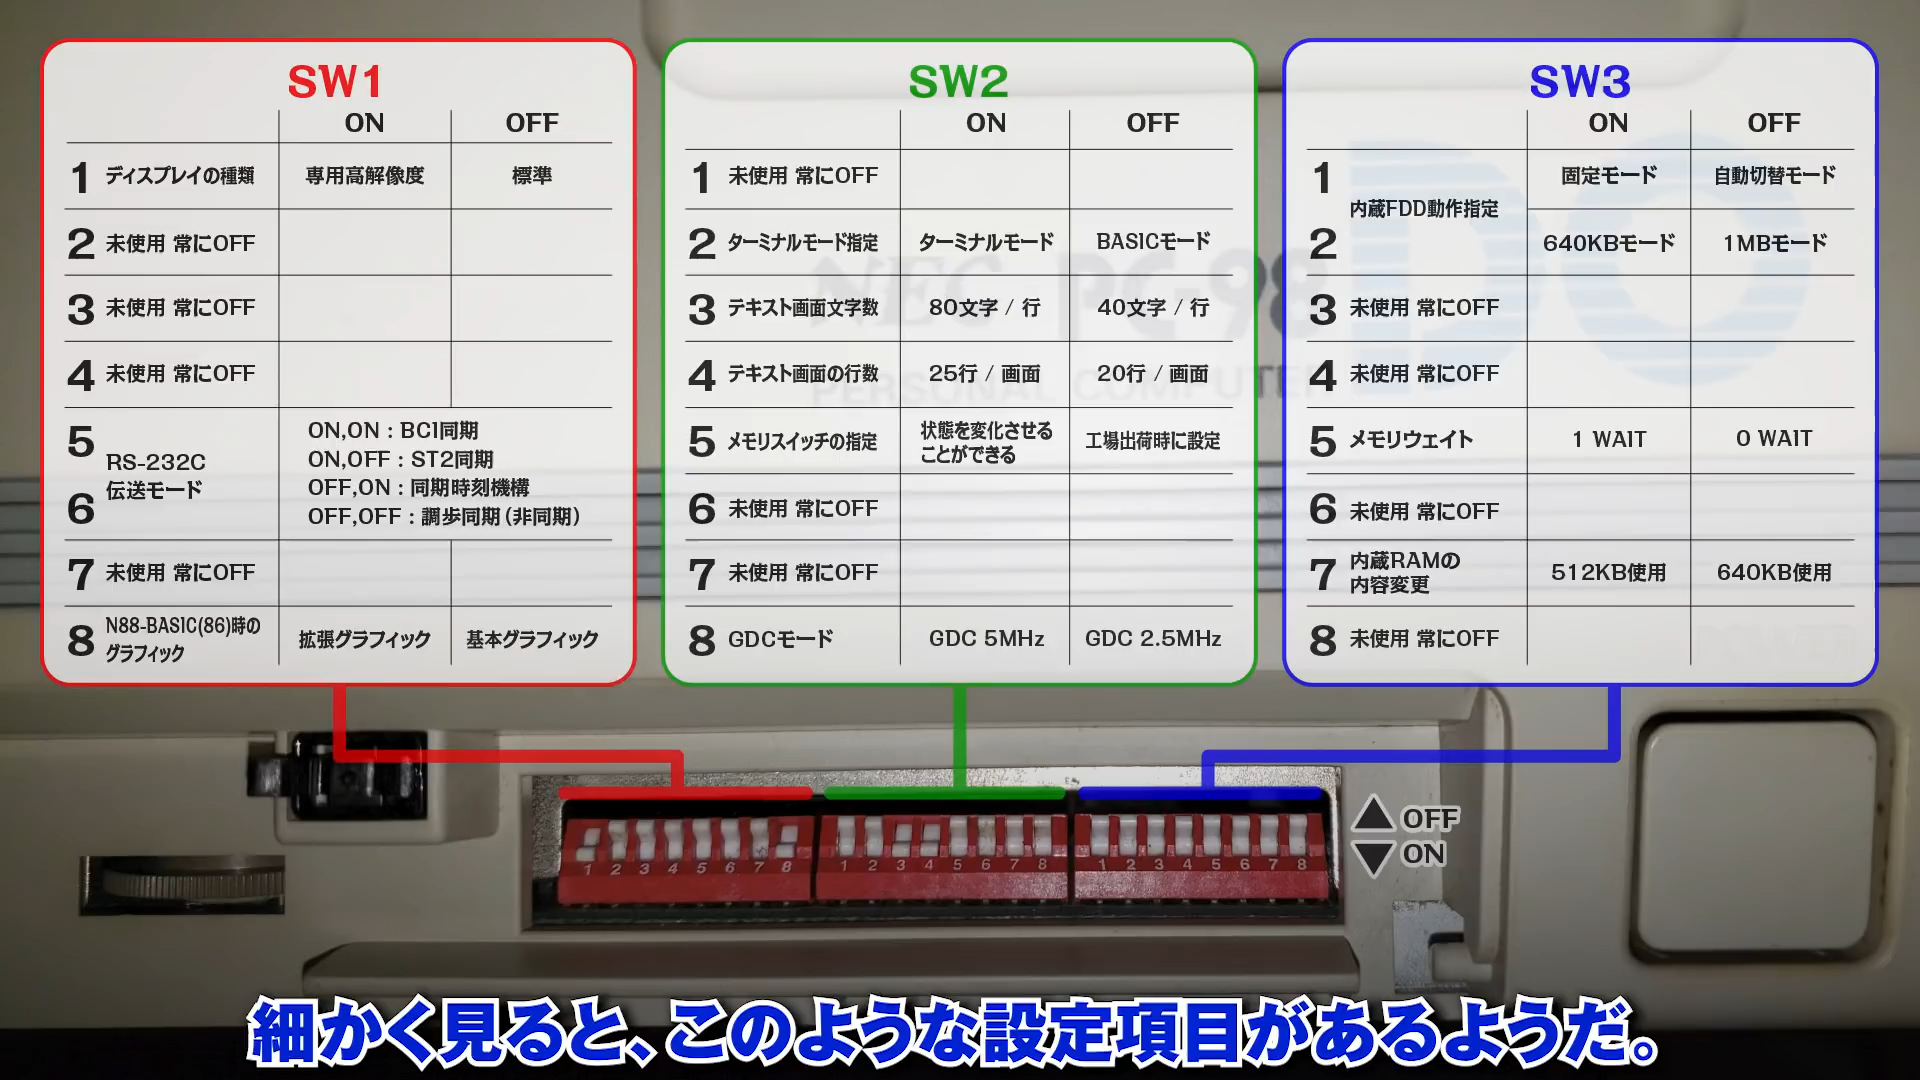 SW1
ON OFF
1 ディスプレイの種類 専用高解像度 標準
2 未使用 常にOFF
3 未使用 常にOFF
4 未使用 常にOFF
5
6
RS-232C
伝送モード
ON,ON : BCI同期
ON,OFF : ST2同期
OFF,ON : 同期時刻機構
OFF,OFF : 調歩同期(非同期)
7 未使用 常にOFF
8 N88-BASIC(86)時の
グラフィック
拡張グラフィック 基本グラフィック
SW2
ON OFF
1 未使用 常にOFF
2 ターミナルモード指定 ターミナルモード BASICモード
3 テキスト画面文字数 80文字 / 行 40文字 / 行
4 テキスト画面の行数 25行 / 画面 20行 / 画面
5 メモリスイッチの指定 状態を変化させる
ことができる
工場出荷時に設定
6 未使用 常にOFF
7 未使用 常にOFF
8 GDCモード GDC 5MHz GDC 2.5MHz
SW3
ON OFF
1 固定モード 自動切替モード
内蔵FDD動作指定
2 640KBモード 1MBモード
3 未使用 常にOFF
4 未使用 常にOFF
5 メモリウェイト 1 WAIT 0 WAIT
6 未使用 常にOFF
7 内蔵RAMの
内容変更
512KB使用 640KB使用
8 未使用 常にOFF
NEC PC-98
DO
PERSONAL COMPUTER
POWER
1 2 3 4 5 6 7 8
1 2 3 4 5 6 7 8
1 2 3 4 5 6 7 8
▲ OFF
▼ ON
細かく見ると、このような設定項目があるようだ。